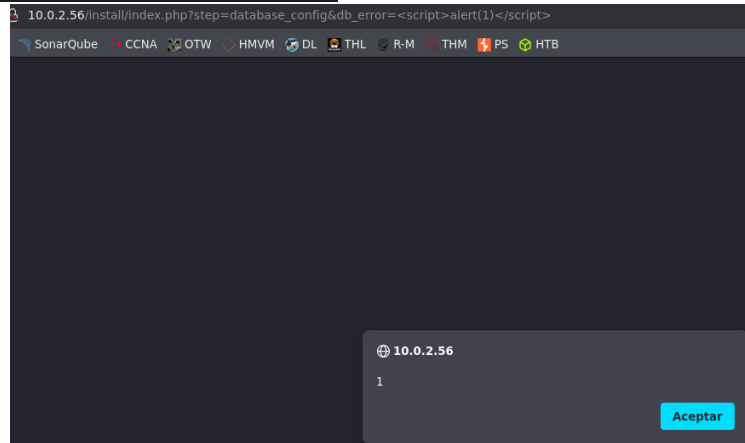 10.0.2.56/install/index.php?step=database_config&db_error=<script>alert(1)</script>
SonarQube CCNA OTW HMVM DL THL R-M THM PS HTB
10.0.2.56
1
Aceptar